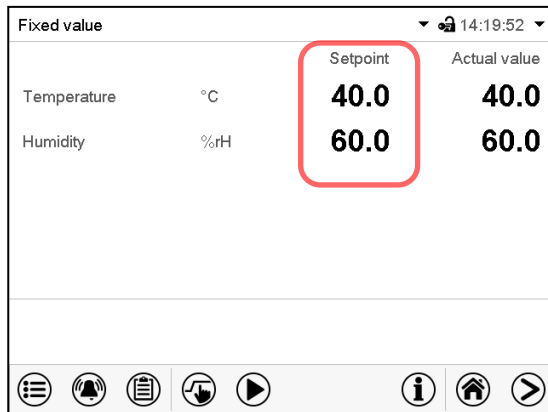 Fixed value 14:19:52
Setpoint Actual value
Temperature °C 40.0 40.0
Humidity %rH 60.0 60.0